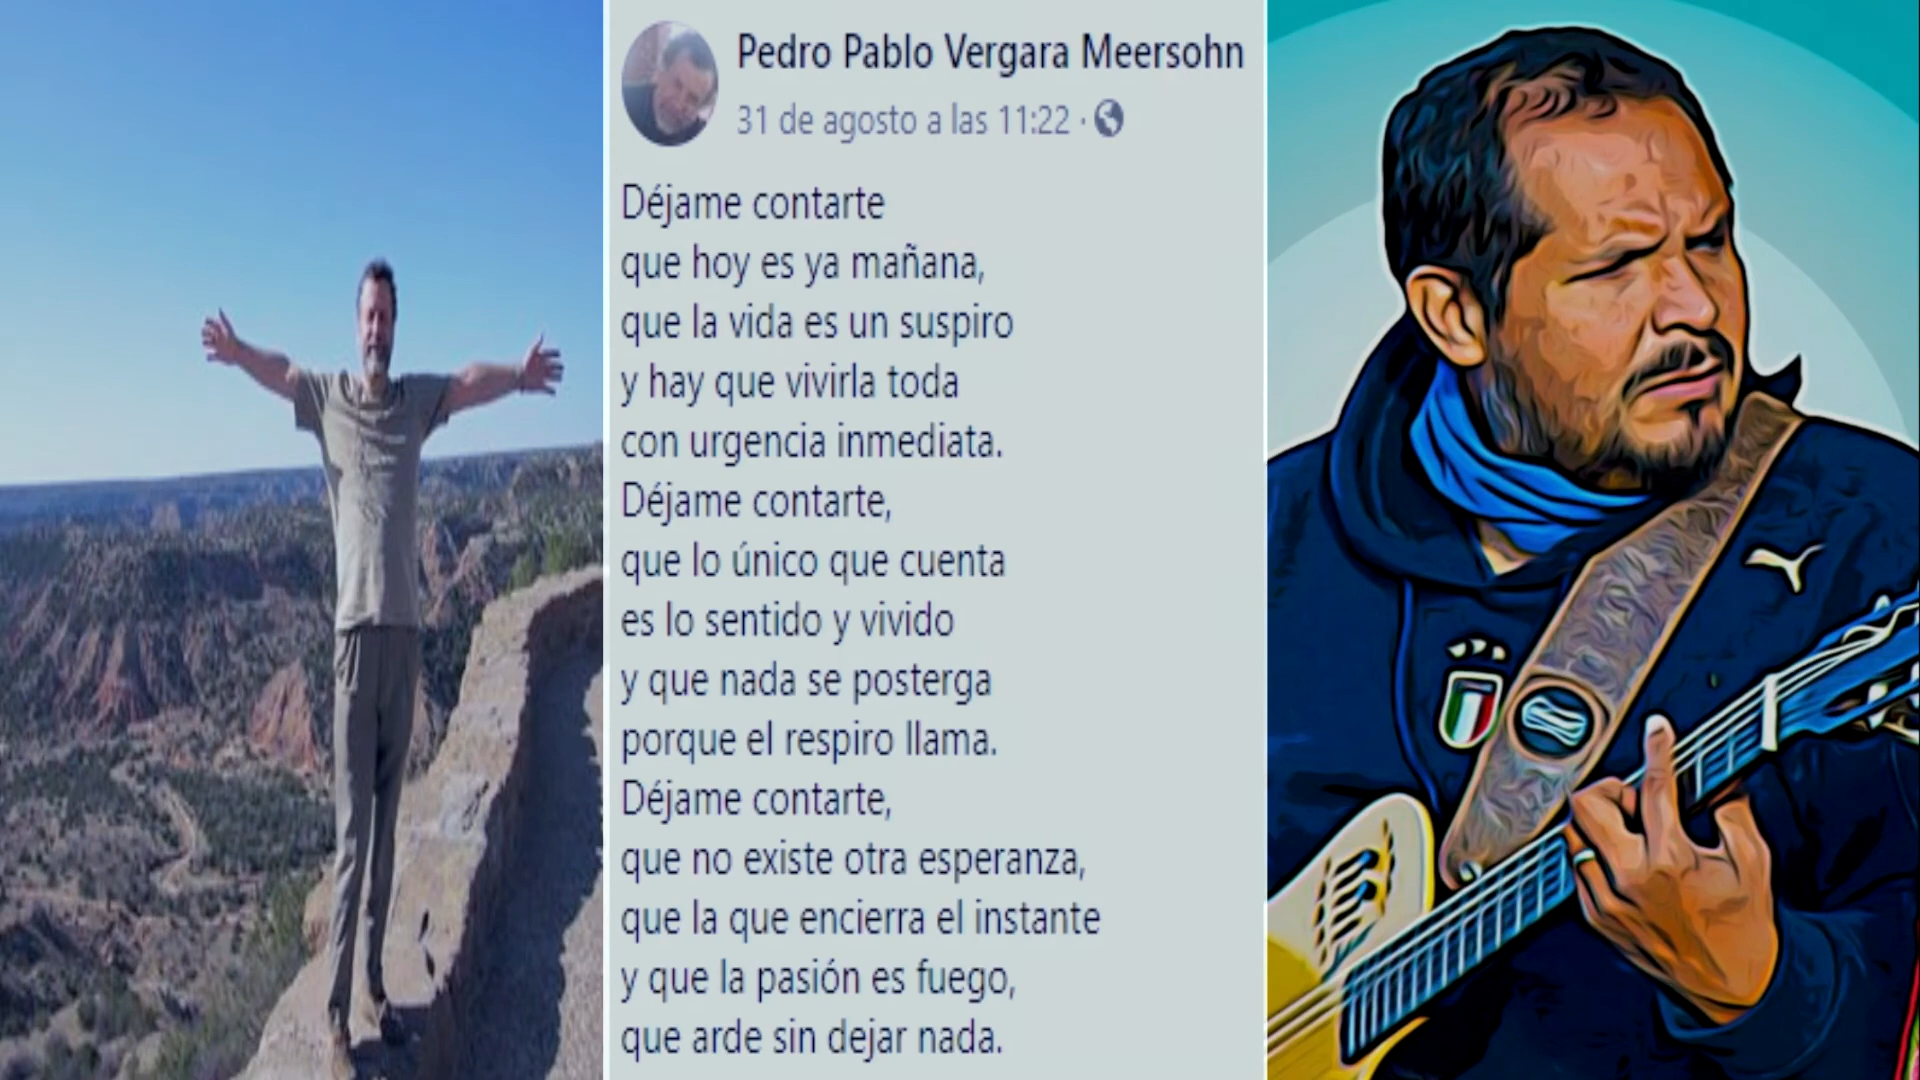 Pedro Pablo Vergara Meersohn
31 de agosto a las 11:22 ·
Déjame contarte
que hoy es ya mañana,
que la vida es un suspiro
y hay que vivirla toda
con urgencia inmediata.
Déjame contarte,
que lo único que cuenta
es lo sentido y vivido
y que nada se posterga
porque el respiro llama.
Déjame contarte,
que no existe otra esperanza,
que la que encierra el instante
y que la pasión es fuego,
que arde sin dejar nada.